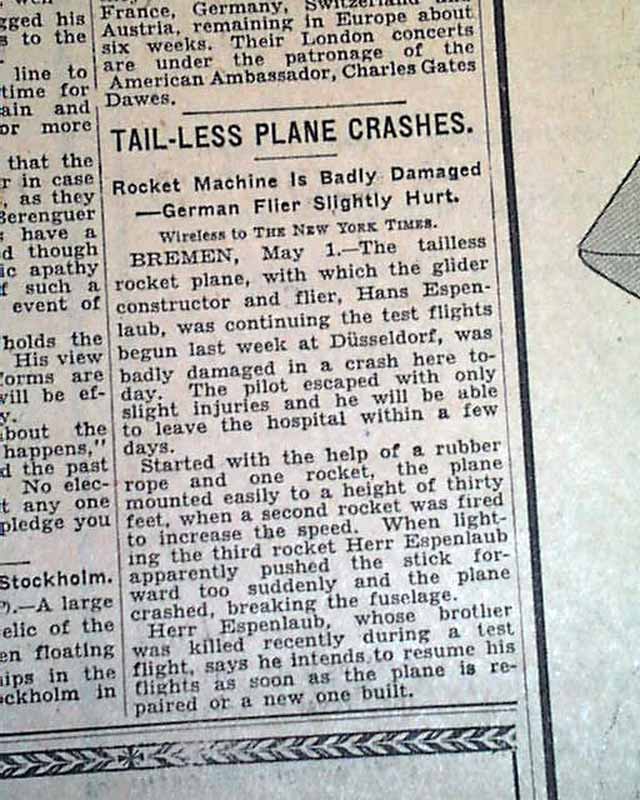 gged his
s to the
line to
time for
ain and
or more
that the
r in case
, as they
Berenguer
have a
d though
ic apathy
f such a
event of
holds the
His view
forms are
will be ef-
y.
about the
happens,"
d the past
No elec-
t any one
pledge you
Stockholm.
).—A large
elic of the
en floating
hips in the
ockholm in
France, Germany, Switzerland and
Austria, remaining in Europe about
six weeks. Their London concerts
are under the patronage of the
American Ambassador, Charles Gates
Dawes.
TAIL-LESS PLANE CRASHES.
Rocket Machine Is Badly Damaged
—German Flier Slightly Hurt.
Wireless to THE NEW YORK TIMES.
BREMEN, May 1.—The tailless
rocket plane, with which the glider
constructor and flier, Hans Espen-
laub, was continuing the test flights
begun last week at Düsseldorf, was
badly damaged in a crash here to-
day. The pilot escaped with only
slight injuries and he will be able
to leave the hospital within a few
days.
Started with the help of a rubber
rope and one rocket, the plane
mounted easily to a height of thirty
feet, when a second rocket was fired
to increase the speed. When light-
ing the third rocket Herr Espenlaub
apparently pushed the stick for-
ward too suddenly and the plane
crashed, breaking the fuselage.
Herr Espenlaub, whose brother
was killed recently during a test
flight, says he intends to resume his
flights as soon as the plane is re-
paired or a new one built.